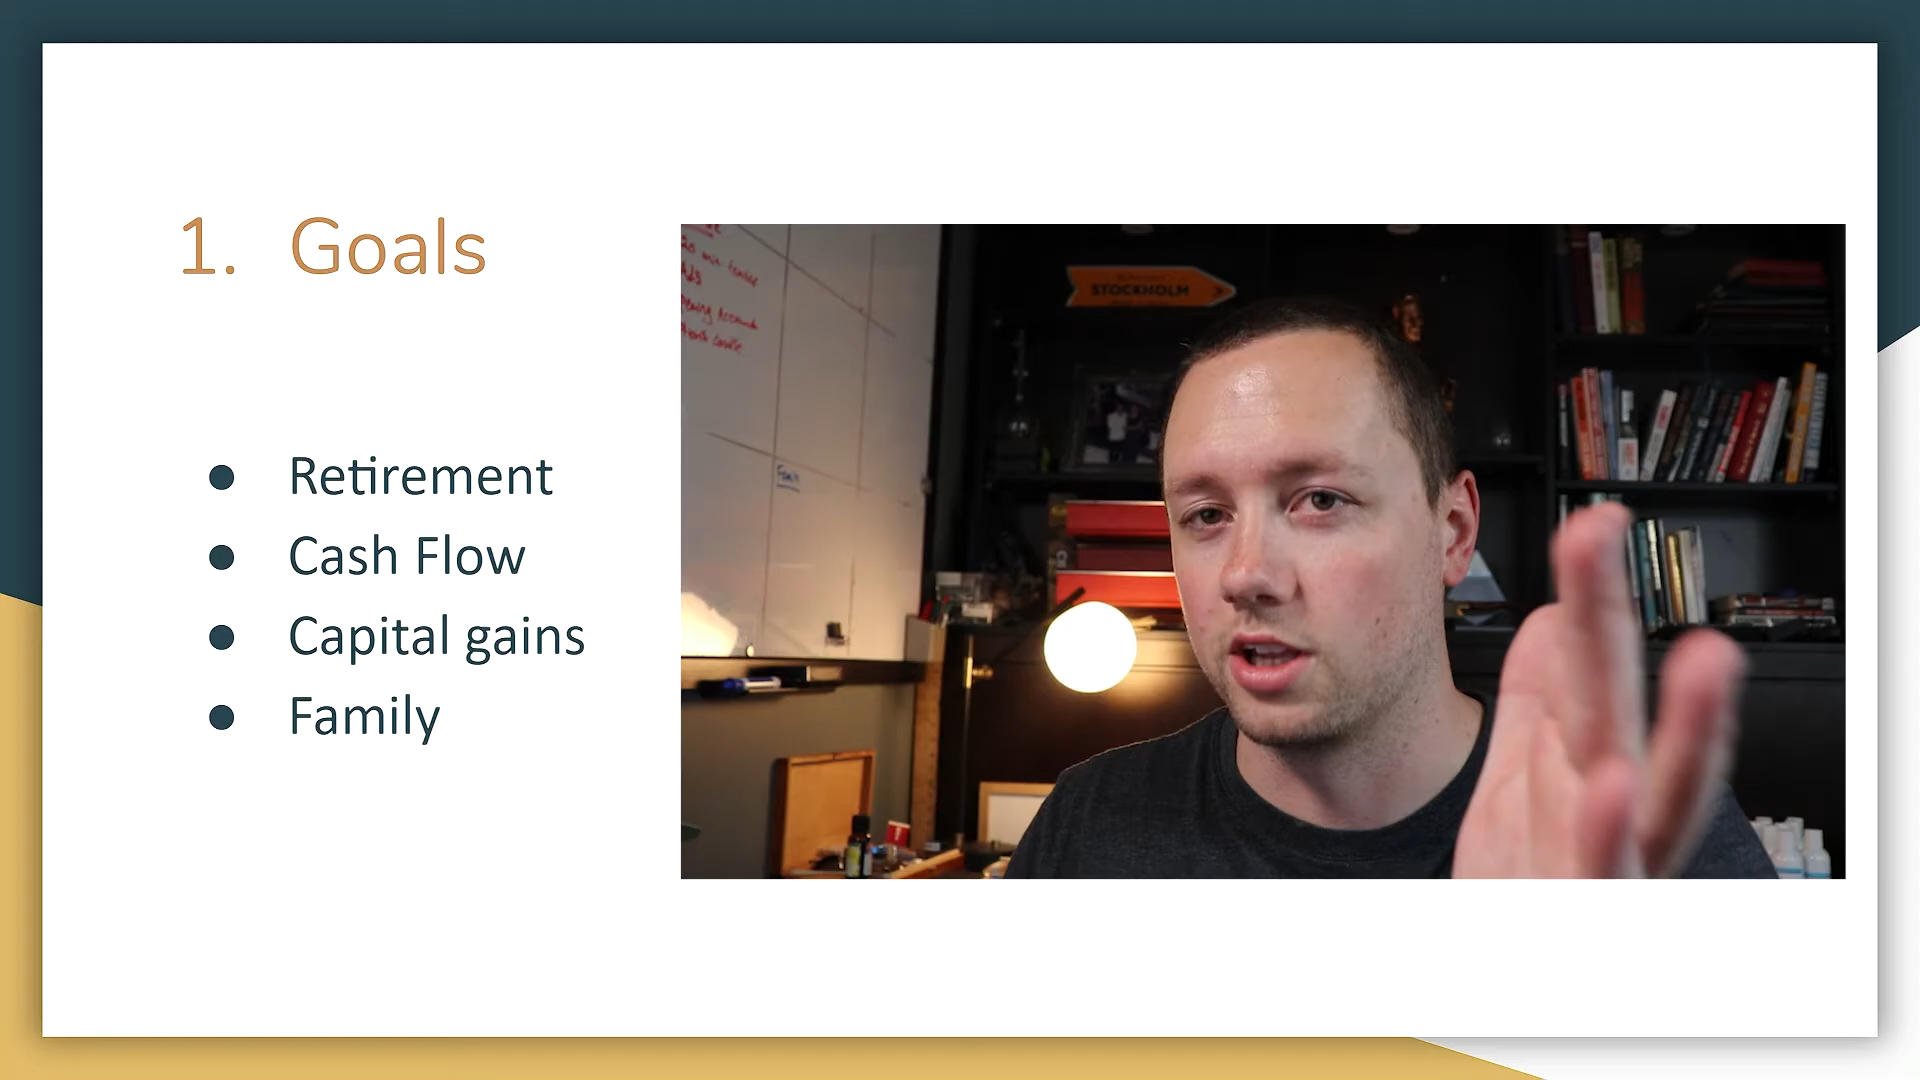 1. Goals
● Retirement
● Cash Flow
● Capital gains
● Family
STOCKHOLM